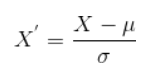 X' = (X − μ) / σ